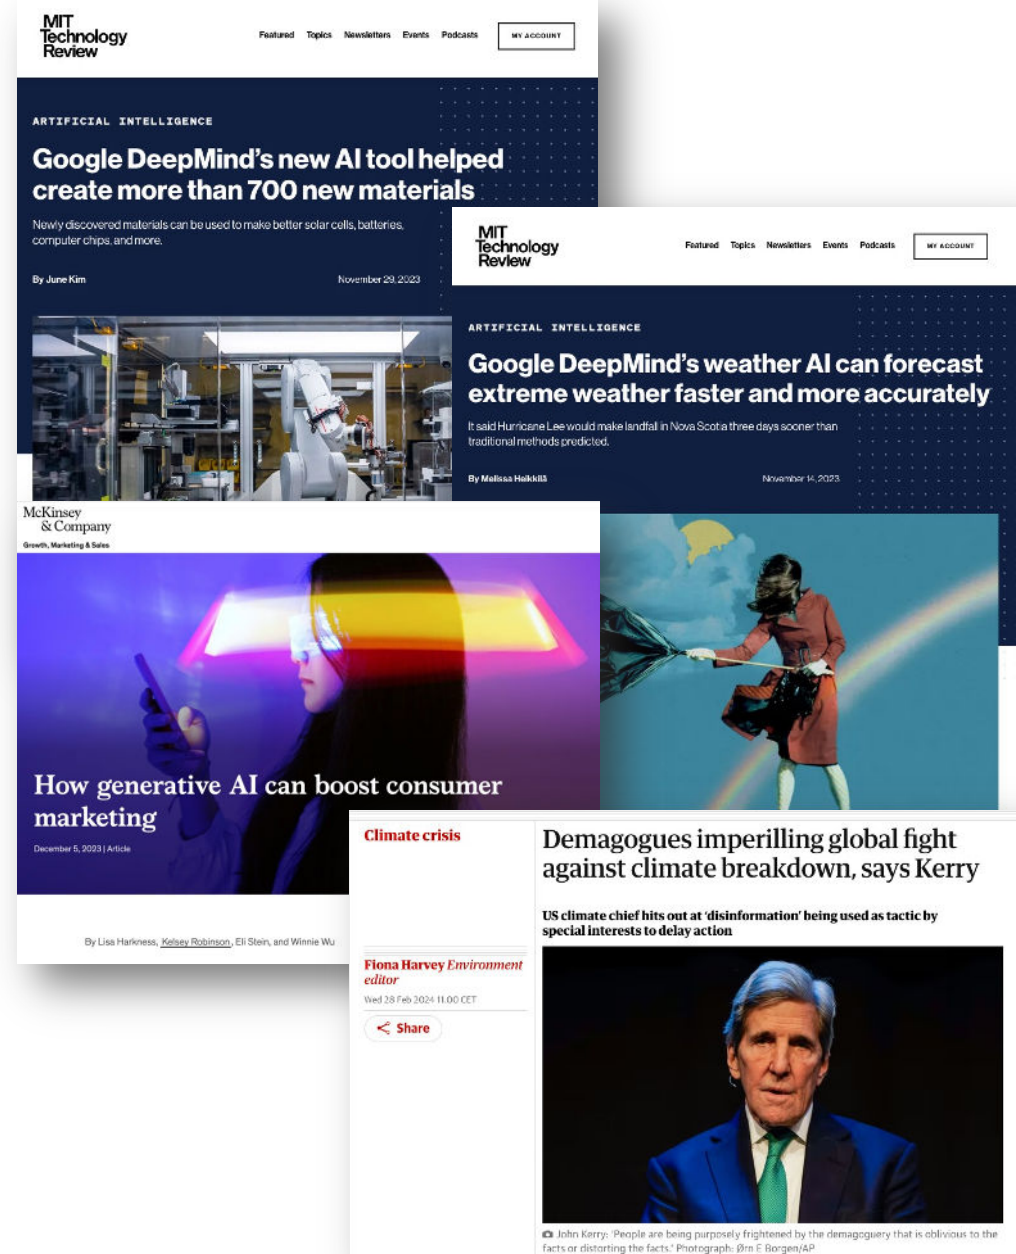 MIT
Technology
Review
Featured Topics Newsletters Events Podcasts MY ACCOUNT
ARTIFICIAL INTELLIGENCE
Google DeepMind's new AI tool helped
create more than 700 new materials
Newly discovered materials can be used to make better solar cells, batteries,
computer chips, and more.
By June Kim November 29, 2023
MIT
Technology
Review
Featured Topics Newsletters Events Podcasts MY ACCOUNT
ARTIFICIAL INTELLIGENCE
Google DeepMind's weather AI can forecast
extreme weather faster and more accurately
It said Hurricane Lee would make landfall in Nova Scotia three days sooner than
traditional methods predicted.
By Melissa Heikkilä November 14, 2023
McKinsey
& Company
Growth, Marketing & Sales
How generative AI can boost consumer
marketing
December 5, 2023 | Article
By Lisa Harkness, Kelsey Robinson, Eli Stein, and Winnie Wu
Climate crisis
Demagogues imperilling global fight
against climate breakdown, says Kerry
US climate chief hits out at ‘disinformation’ being used as tactic by
special interests to delay action
Fiona Harvey Environment
editor
Wed 28 Feb 2024 11.00 CET
Share
John Kerry: ‘People are being purposely frightened by the demagoguery that is oblivious to the
facts or distorting the facts.’ Photograph: Ørn E Borgen/AP